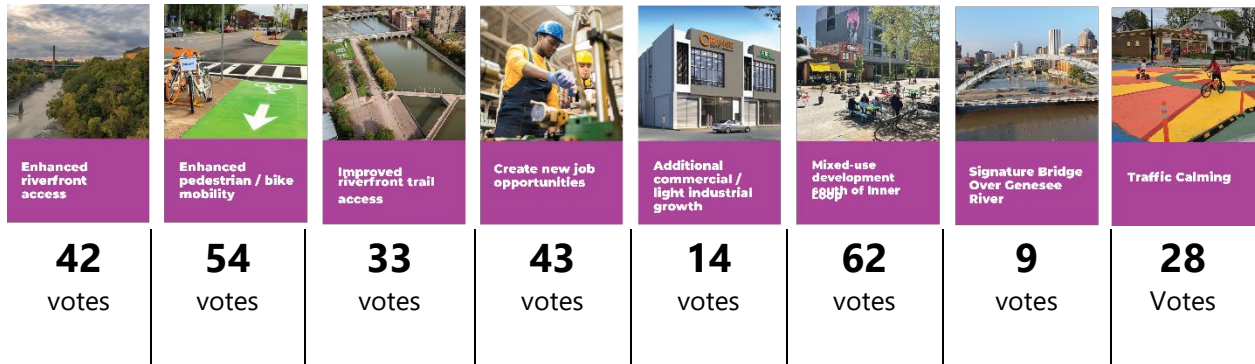 Enhanced
riverfront
access
Enhanced
pedestrian / bike
mobility
Improved
riverfront trail
access
Create new job
opportunities
Additional
commercial /
light industrial
growth
Mixed-use
development
south of Inner
Loop
Signature Bridge
Over Genesee
River
Traffic Calming
42
votes
54
votes
33
votes
43
votes
14
votes
62
votes
9
votes
28
Votes